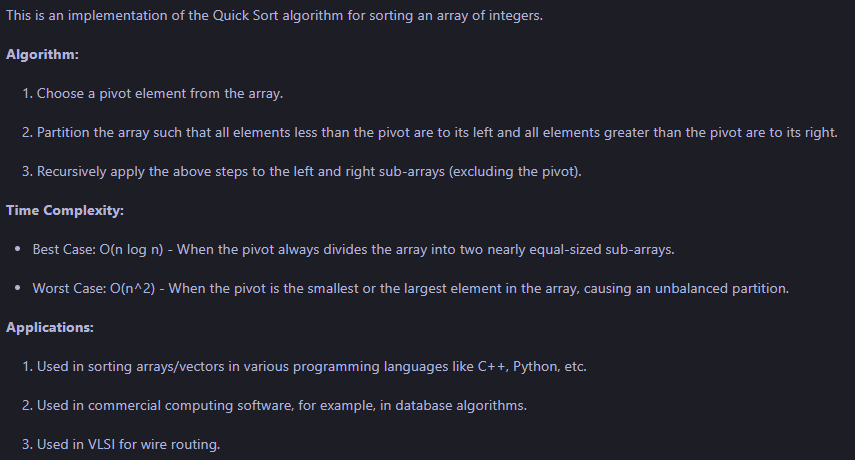 This is an implementation of the Quick Sort algorithm for sorting an array of integers.
Algorithm:
1. Choose a pivot element from the array.
2. Partition the array such that all elements less than the pivot are to its left and all elements greater than the pivot are to its right.
3. Recursively apply the above steps to the left and right sub-arrays (excluding the pivot).
Time Complexity:
• Best Case: O(n log n) - When the pivot always divides the array into two nearly equal-sized sub-arrays.
• Worst Case: O(n^2) - When the pivot is the smallest or the largest element in the array, causing an unbalanced partition.
Applications:
1. Used in sorting arrays/vectors in various programming languages like C++, Python, etc.
2. Used in commercial computing software, for example, in database algorithms.
3. Used in VLSI for wire routing.